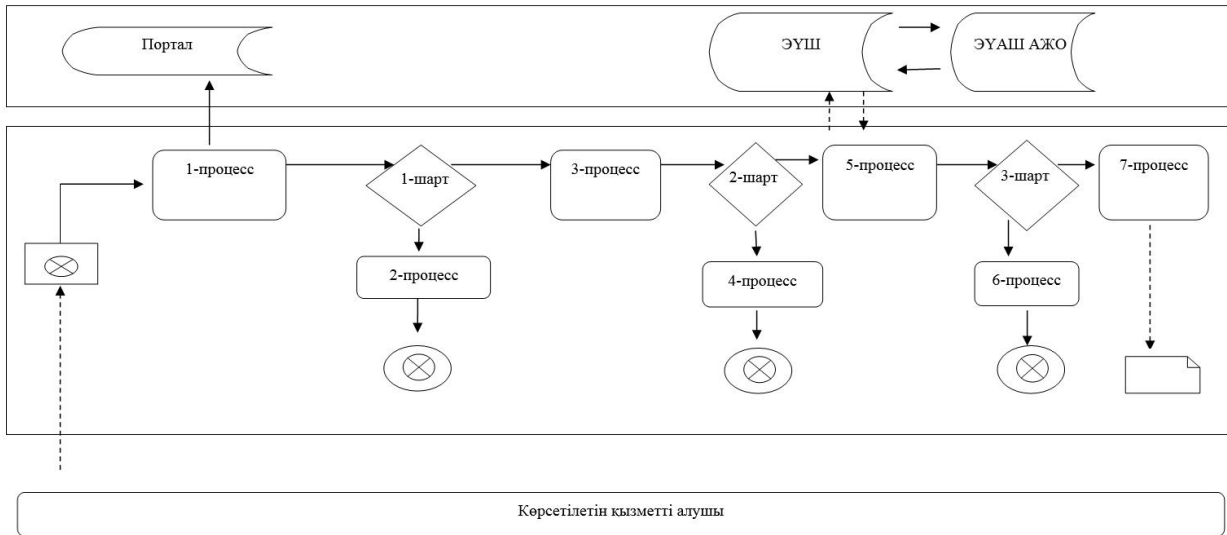 Портал
ЭҮШ
ЭҮАШ АЖО
1-процесс
1-шарт
3-процесс
2-шарт
5-процесс
3-шарт
7-процесс
2-процесс
4-процесс
6-процесс
Көрсетілетін қызметті алушы